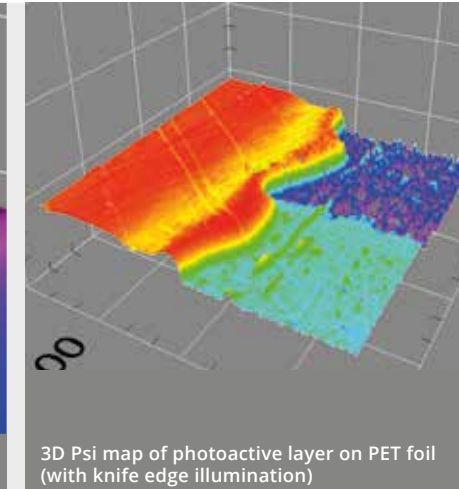 00
3D Psi map of photoactive layer on PET foil
(with knife edge illumination)